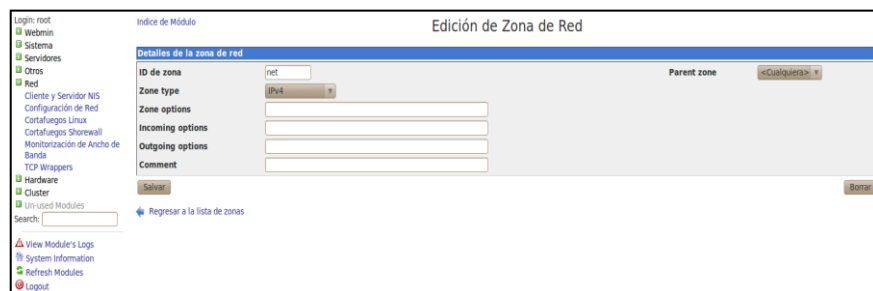 Login: root
Webmin
Sistema
Servidores
Otros
Red
Cliente y Servidor NIS
Configuración de Red
Cortafuegos Linux
Cortafuegos Shorewall
Monitorización de Ancho de
Banda
TCP Wrappers
Hardware
Cluster
Un-used Modules
Search:
View Module's Logs
System Information
Refresh Modules
Logout
Indice de Módulo
Edición de Zona de Red
Detalles de la zona de red
ID de zona net Parent zone <Cualquiera>
Zone type IPv4
Zone options
Incoming options
Outgoing options
Comment
Salvar Borrar
Regresar a la lista de zonas